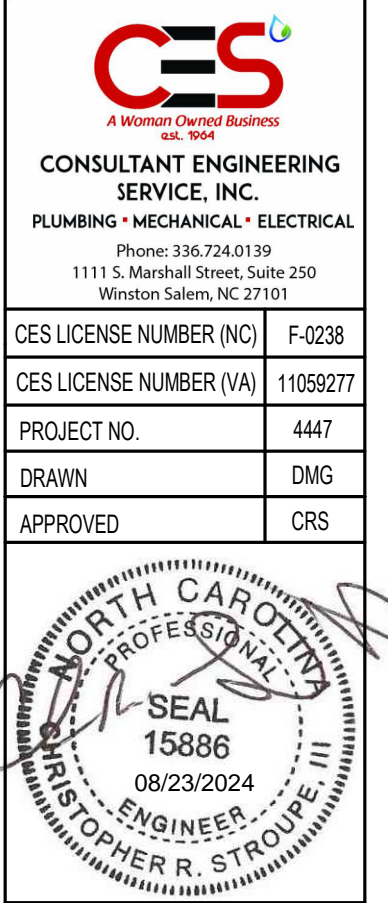 CES
A Woman Owned Business
est. 1964
CONSULTANT ENGINEERING
SERVICE, INC.
PLUMBING ▪ MECHANICAL ▪ ELECTRICAL
Phone: 336.724.0139
1111 S. Marshall Street, Suite 250
Winston Salem, NC 27101
CES LICENSE NUMBER (NC) F-0238
CES LICENSE NUMBER (VA) 11059277
PROJECT NO. 4447
DRAWN DMG
APPROVED CRS
NORTH CAROLINA
PROFESSIONAL
SEAL
15886
08/23/2024
ENGINEER
CHRISTOPHER R. STROUPE, III